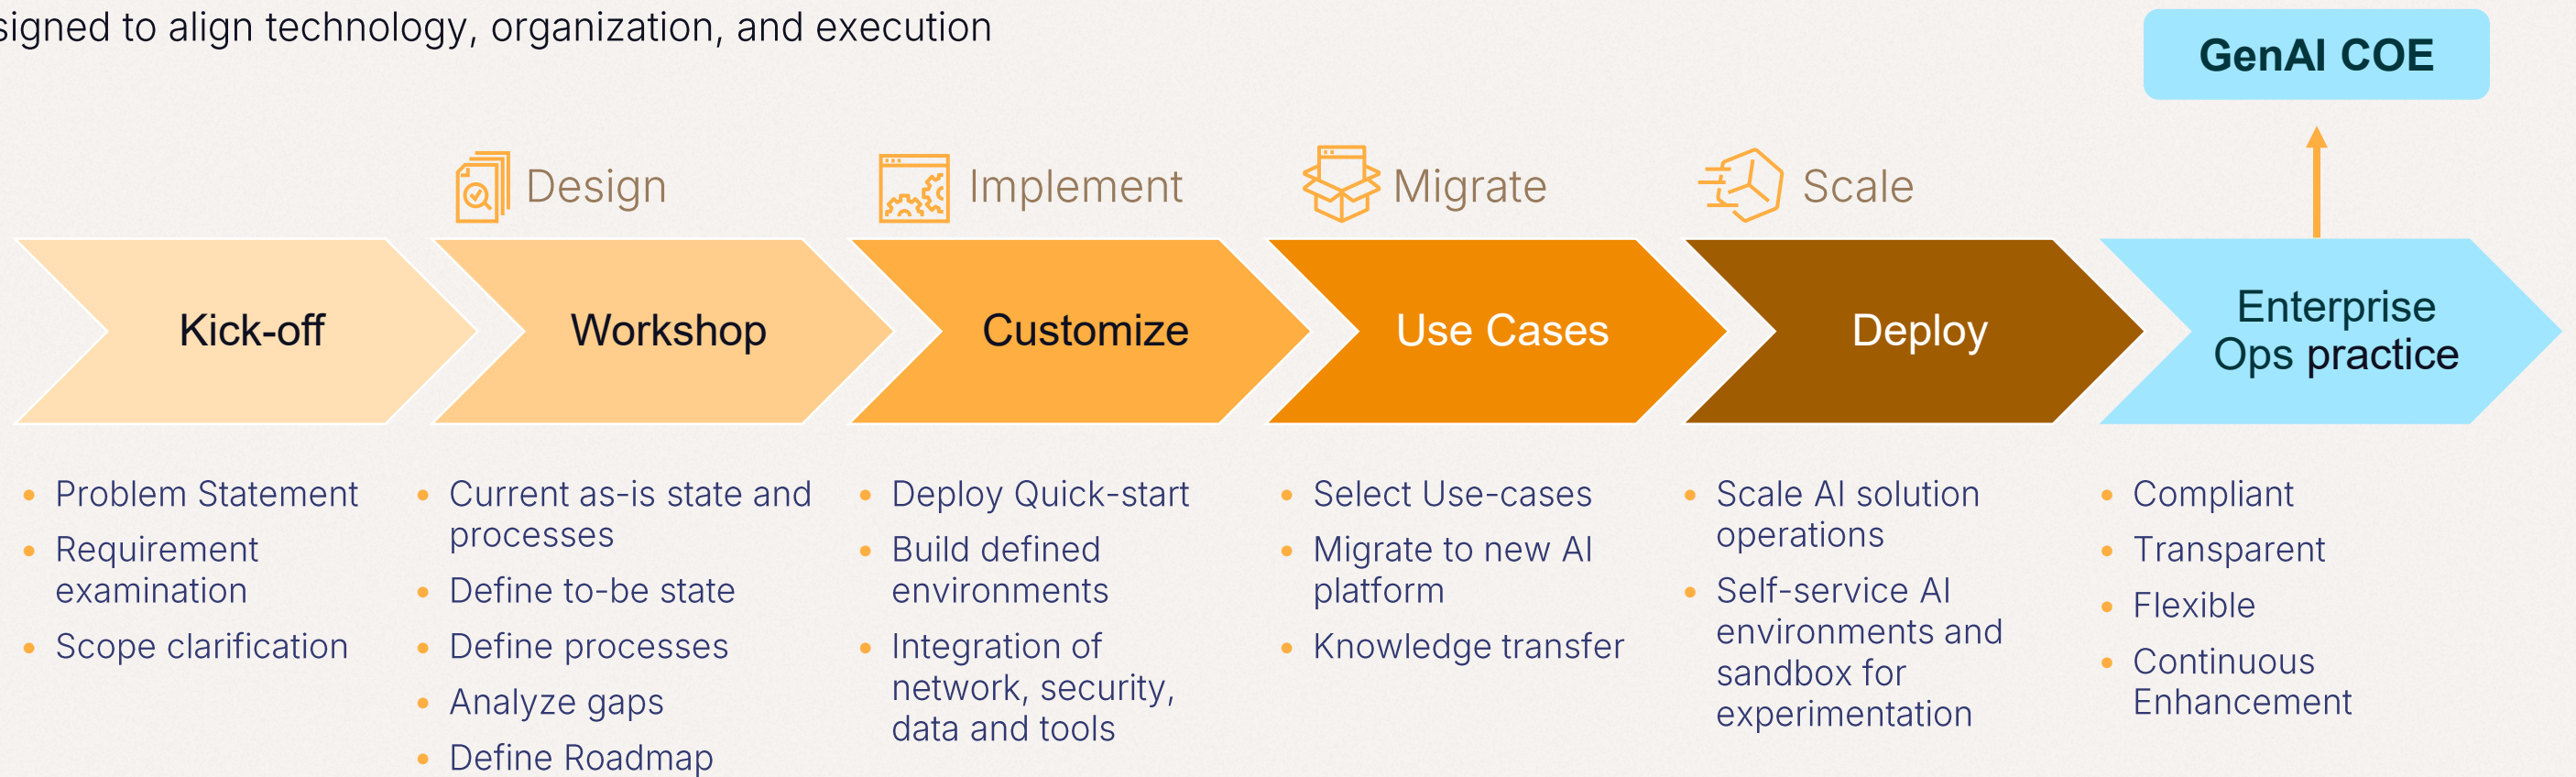 signed to align technology, organization, and execution
GenAI COE
Design
Implement
Migrate
Scale
Kick-off
Workshop
Customize
Use Cases
Deploy
Enterprise
Ops practice
Problem Statement
Requirement
examination
Scope clarification
Current as-is state and
processes
Define to-be state
Define processes
Analyze gaps
Define Roadmap
Deploy Quick-start
Build defined
environments
Integration of
network, security,
data and tools
Select Use-cases
Migrate to new AI
platform
Knowledge transfer
Scale AI solution
operations
Self-service AI
environments and
sandbox for
experimentation
Compliant
Transparent
Flexible
Continuous
Enhancement